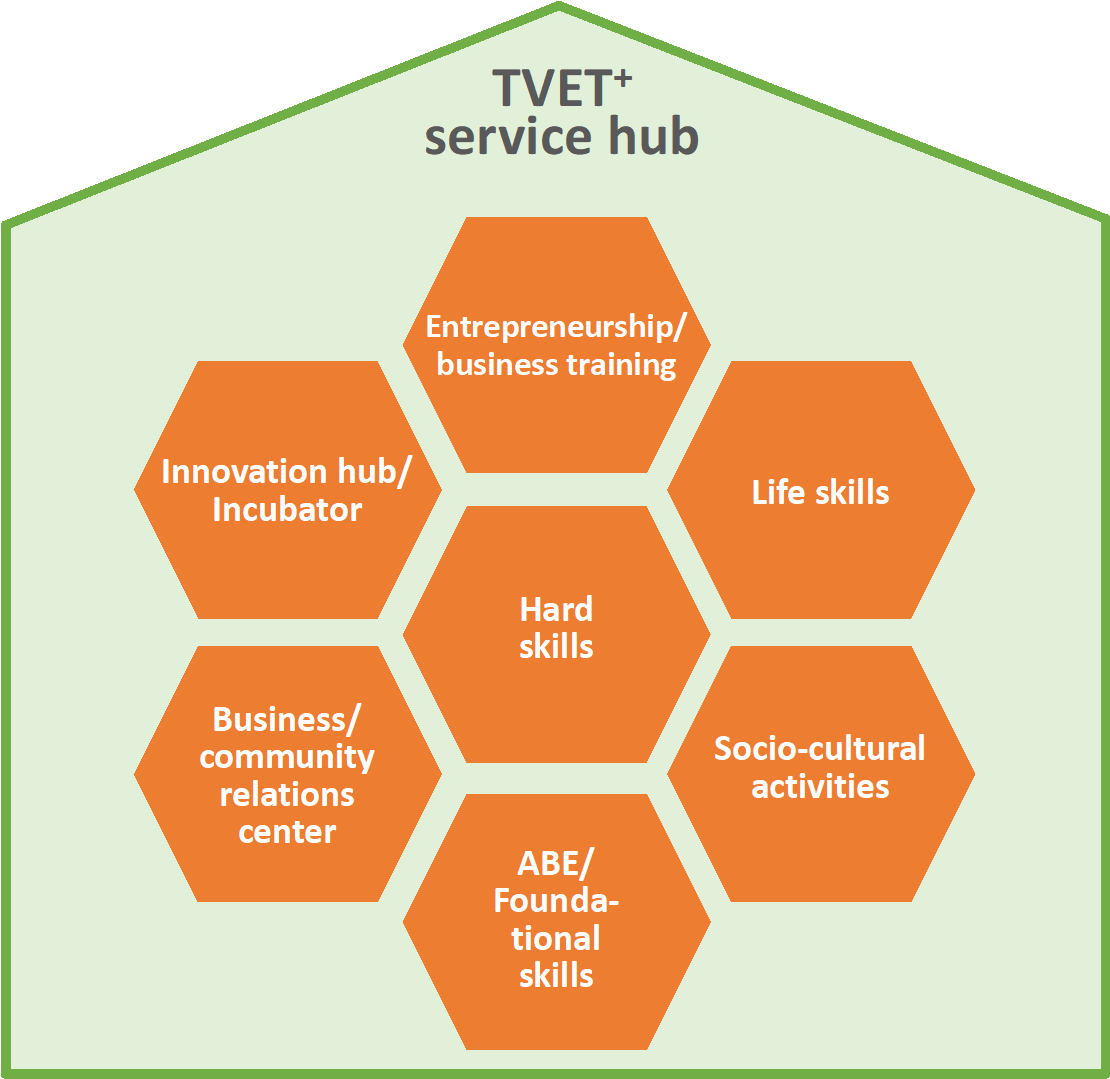 TVET⁺
service hub
Entrepreneurship/
business training
Innovation hub/
Incubator
Life skills
Hard
skills
Business/
community
relations
center
Socio-cultural
activities
ABE/
Founda-
tional
skills